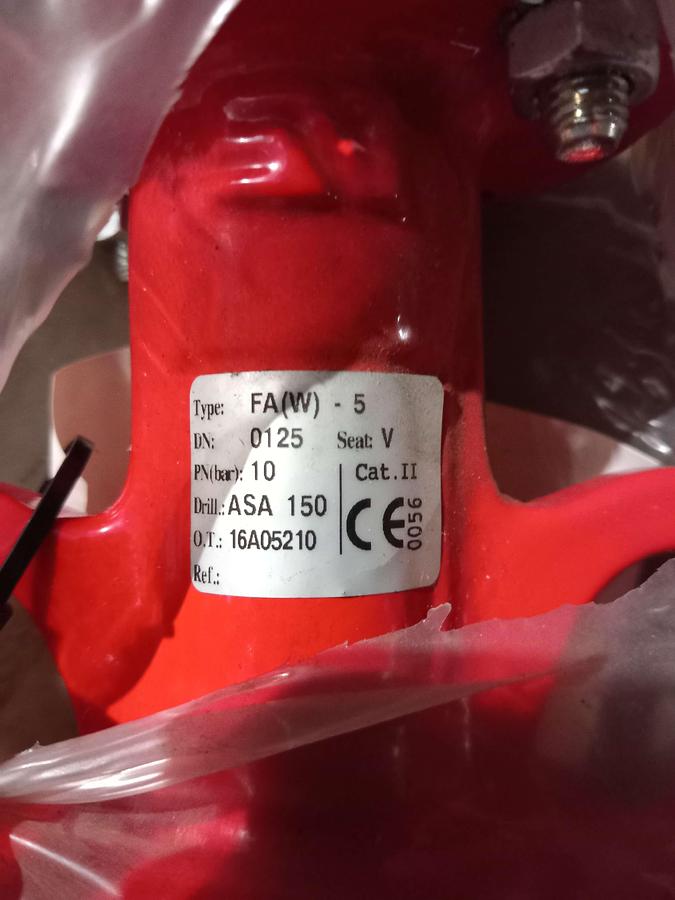 Type: FA(W) - 5
DN: 0125 Seat: V
PN(bar): 10 Cat.II
Drill.: ASA 150 CE 0056
O.T.: 16A05210
Ref.: